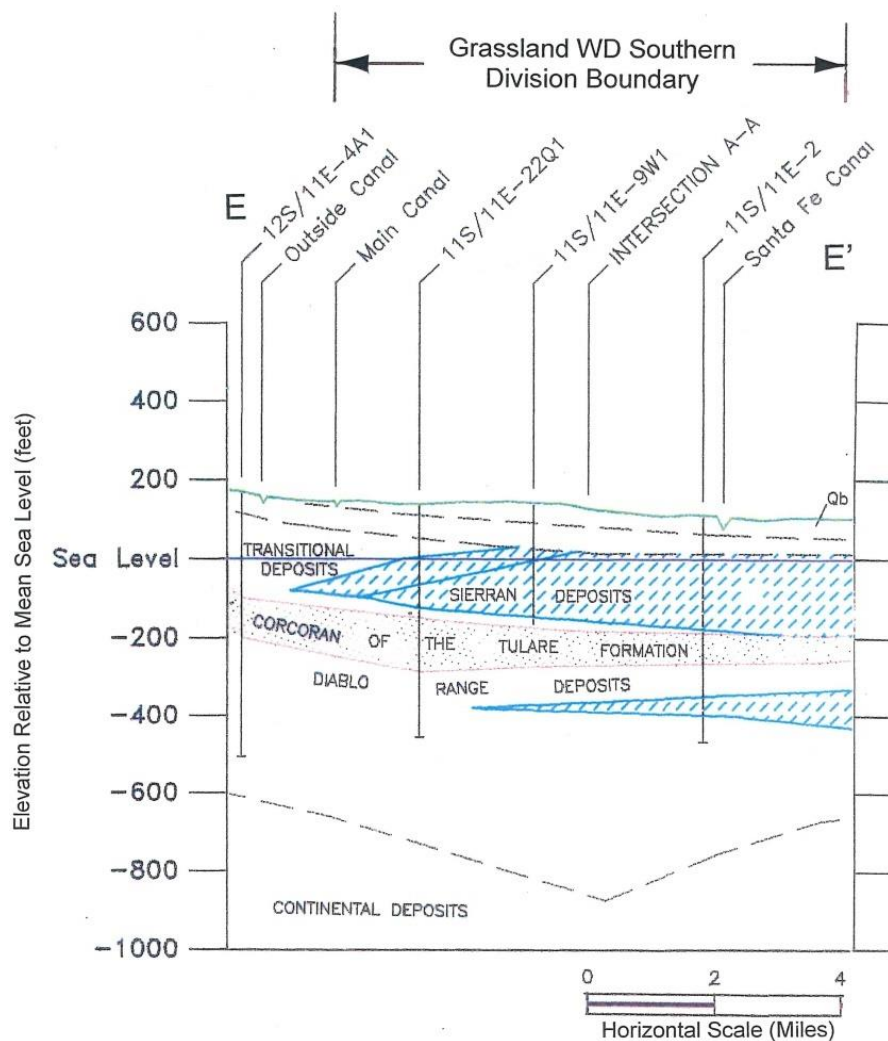 Grassland WD Southern
Division Boundary
E
12S/11E-4A1
Outside Canal
Main Canal
11S/11E-22Q1
11S/11E-9W1
INTERSECTION A-A
11S/11E-2
Santa Fe Canal
E'
600
400
200
Sea Level
-200
-400
-600
-800
-1000
Elevation Relative to Mean Sea Level (feet)
Qb
TRANSITIONAL
DEPOSITS
SIERRAN DEPOSITS
CORCORAN OF THE TULARE FORMATION
DIABLO RANGE DEPOSITS
CONTINENTAL DEPOSITS
0 2 4
Horizontal Scale (Miles)